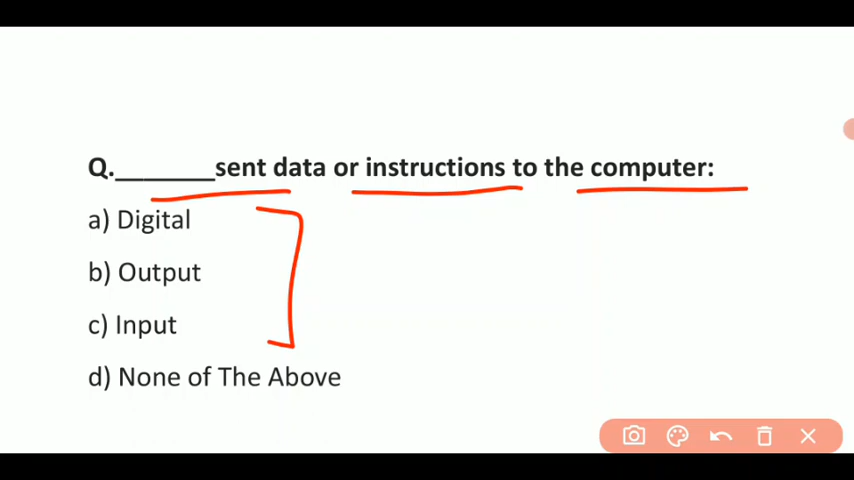 Q._______sent data or instructions to the computer:
a) Digital
b) Output
c) Input
d) None of The Above